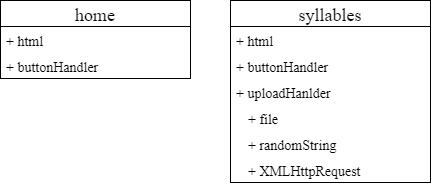 home
+ html
+ buttonHandler
syllables
+ html
+ buttonHandler
+ uploadHanlder
+ file
+ randomString
+ XMLHttpRequest